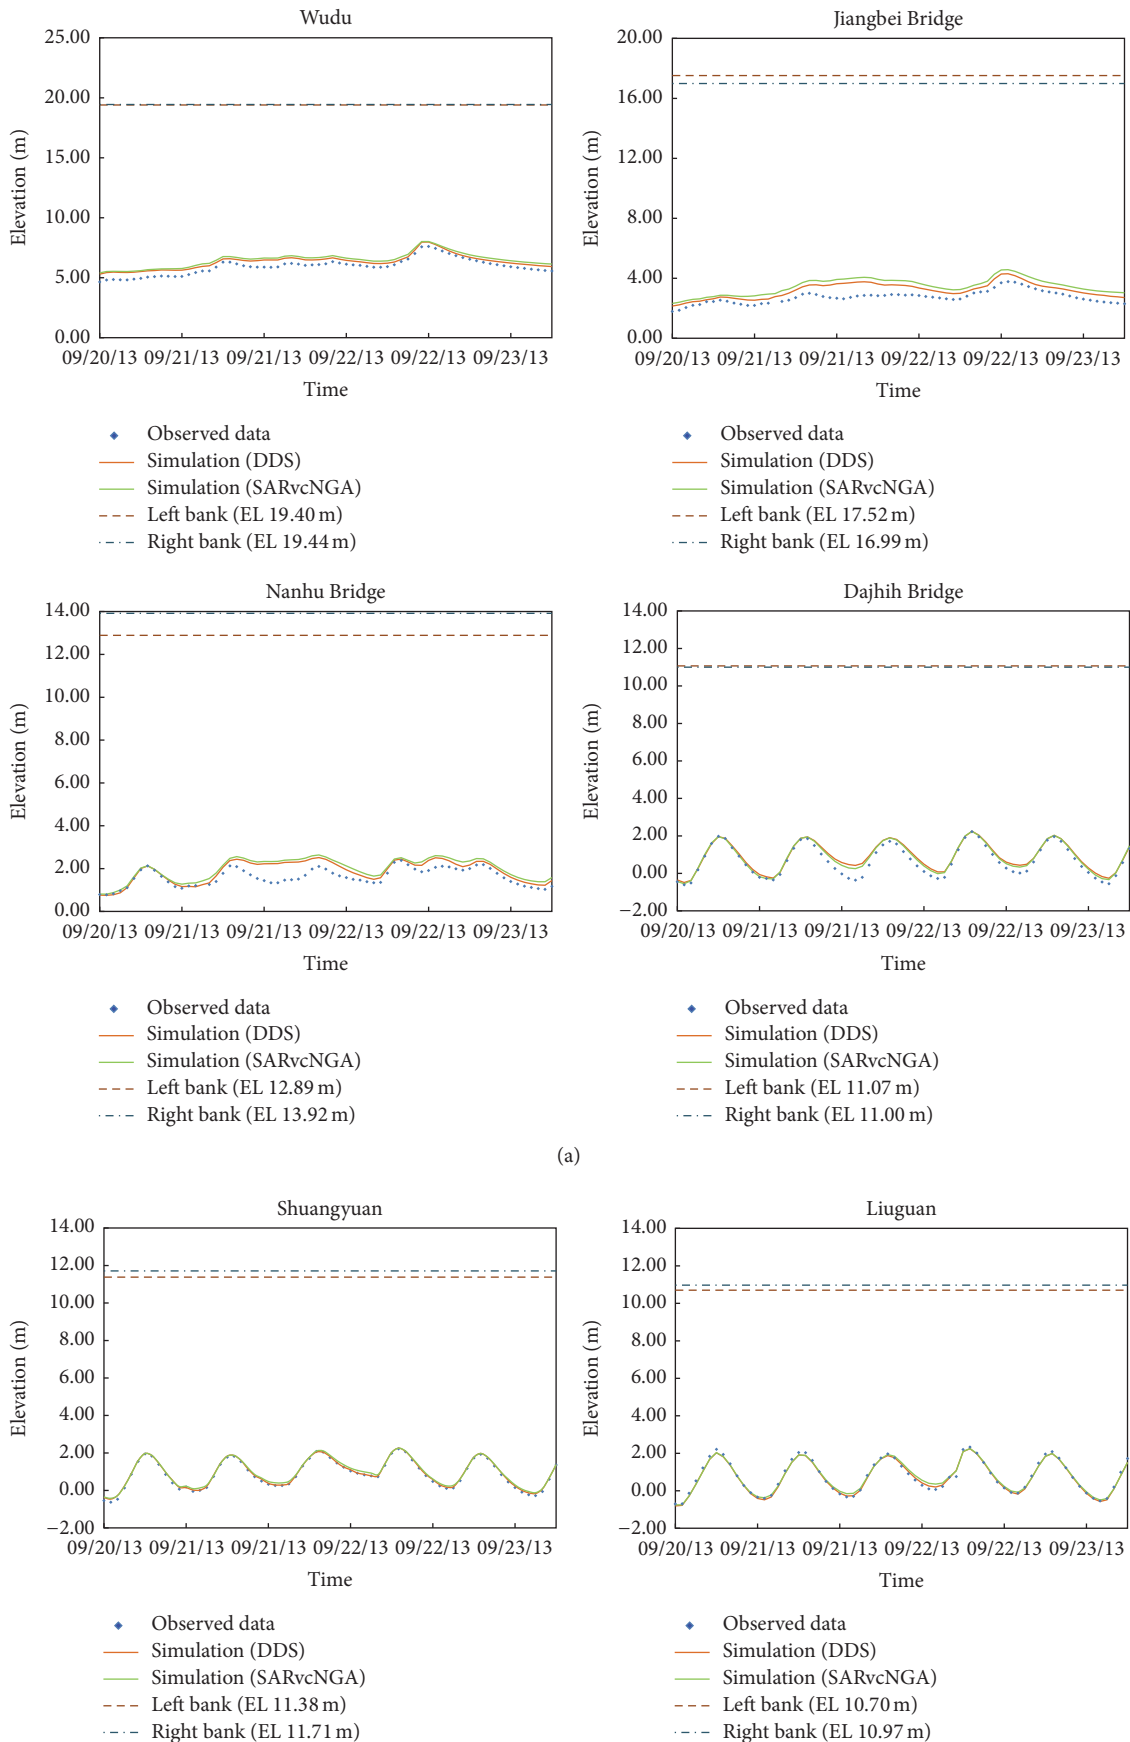 Wudu
25.00
20.00
15.00
10.00
5.00
0.00
Elevation (m)
09/20/13 09/21/13 09/21/13 09/22/13 09/22/13 09/23/13
Time
Observed data
Simulation (DDS)
Simulation (SARvcNGA)
Left bank (EL 19.40 m)
Right bank (EL 19.44 m)
Jiangbei Bridge
20.00
16.00
12.00
8.00
4.00
0.00
Elevation (m)
09/20/13 09/21/13 09/21/13 09/22/13 09/22/13 09/23/13
Time
Observed data
Simulation (DDS)
Simulation (SARvcNGA)
Left bank (EL 17.52 m)
Right bank (EL 16.99 m)
Nanhu Bridge
14.00
12.00
10.00
8.00
6.00
4.00
2.00
0.00
Elevation (m)
09/20/13 09/21/13 09/21/13 09/22/13 09/22/13 09/23/13
Time
Observed data
Simulation (DDS)
Simulation (SARvcNGA)
Left bank (EL 12.89 m)
Right bank (EL 13.92 m)
Dajhih Bridge
14.00
12.00
10.00
8.00
6.00
4.00
2.00
0.00
−2.00
Elevation (m)
09/20/13 09/21/13 09/21/13 09/22/13 09/22/13 09/23/13
Time
Observed data
Simulation (DDS)
Simulation (SARvcNGA)
Left bank (EL 11.07 m)
Right bank (EL 11.00 m)
(a)
Shuangyuan
14.00
12.00
10.00
8.00
6.00
4.00
2.00
0.00
−2.00
Elevation (m)
09/20/13 09/21/13 09/21/13 09/22/13 09/22/13 09/23/13
Time
Observed data
Simulation (DDS)
Simulation (SARvcNGA)
Left bank (EL 11.38 m)
Right bank (EL 11.71 m)
Liuguan
14.00
12.00
10.00
8.00
6.00
4.00
2.00
0.00
−2.00
Elevation (m)
09/20/13 09/21/13 09/21/13 09/22/13 09/22/13 09/23/13
Time
Observed data
Simulation (DDS)
Simulation (SARvcNGA)
Left bank (EL 10.70 m)
Right bank (EL 10.97 m)